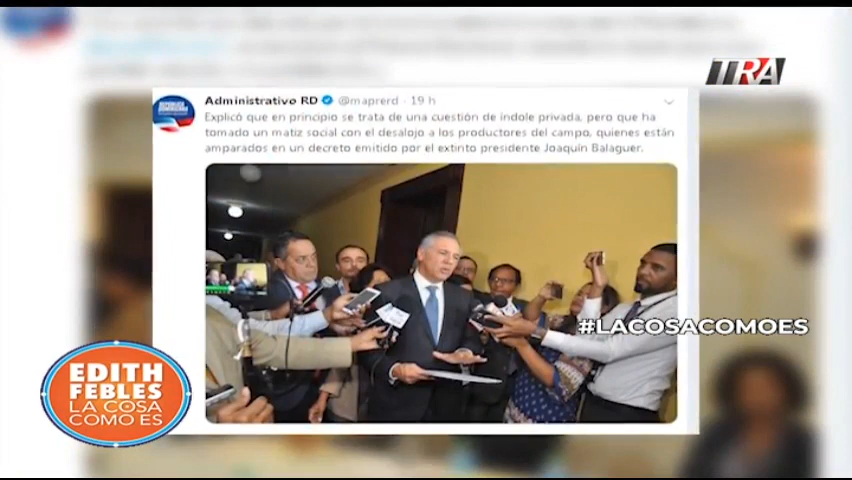 TRA
REPÚBLICA
DOMINICANA
Administrativo RD @maprerd · 19 h
Explicó que en principio se trata de una cuestión de índole privada, pero que ha
tomado un matiz social con el desalojo a los productores del campo, quienes están
amparados en un decreto emitido por el extinto presidente Joaquín Balaguer.
#LACOSACOMOES
EDITH
FEBLES
LA COSA
COMO ES